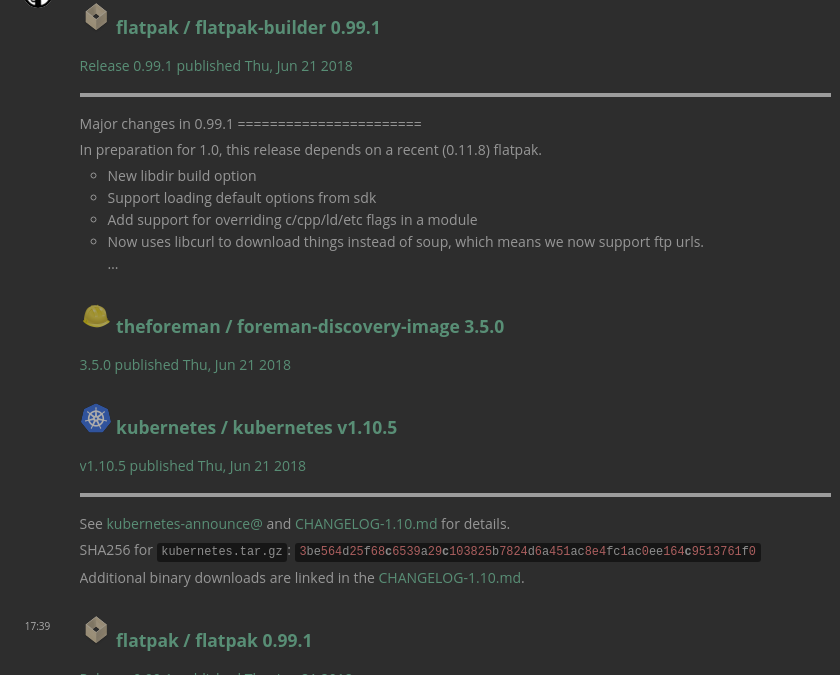 flatpak / flatpak-builder 0.99.1
Release 0.99.1 published Thu, Jun 21 2018
Major changes in 0.99.1 =======================
In preparation for 1.0, this release depends on a recent (0.11.8) flatpak.
◦ New libdir build option
◦ Support loading default options from sdk
◦ Add support for overriding c/cpp/ld/etc flags in a module
◦ Now uses libcurl to download things instead of soup, which means we now support ftp urls.
...
theforeman / foreman-discovery-image 3.5.0
3.5.0 published Thu, Jun 21 2018
kubernetes / kubernetes v1.10.5
v1.10.5 published Thu, Jun 21 2018
See kubernetes-announce@ and CHANGELOG-1.10.md for details.
SHA256 for kubernetes.tar.gz: 3be564d25f68c6539a29c103825b7824d6a451ac8e4fc1ac0ee164c9513761f0
Additional binary downloads are linked in the CHANGELOG-1.10.md.
17:39
flatpak / flatpak 0.99.1